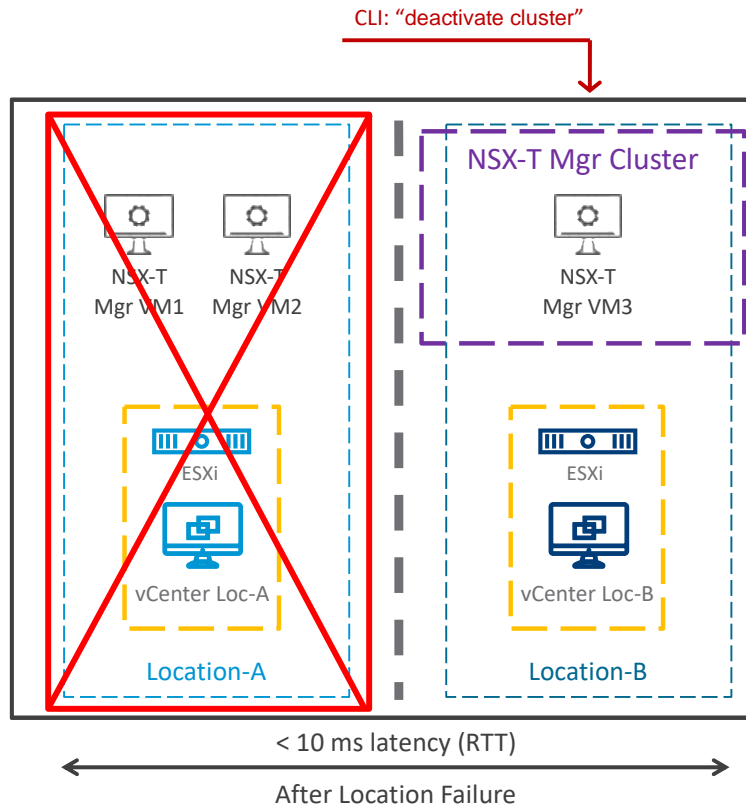 CLI: “deactivate cluster”
NSX-T Mgr Cluster
NSX-T
Mgr VM1
NSX-T
Mgr VM2
NSX-T
Mgr VM3
ESXi
vCenter Loc-A
ESXi
vCenter Loc-B
Location-A
Location-B
< 10 ms latency (RTT)
After Location Failure